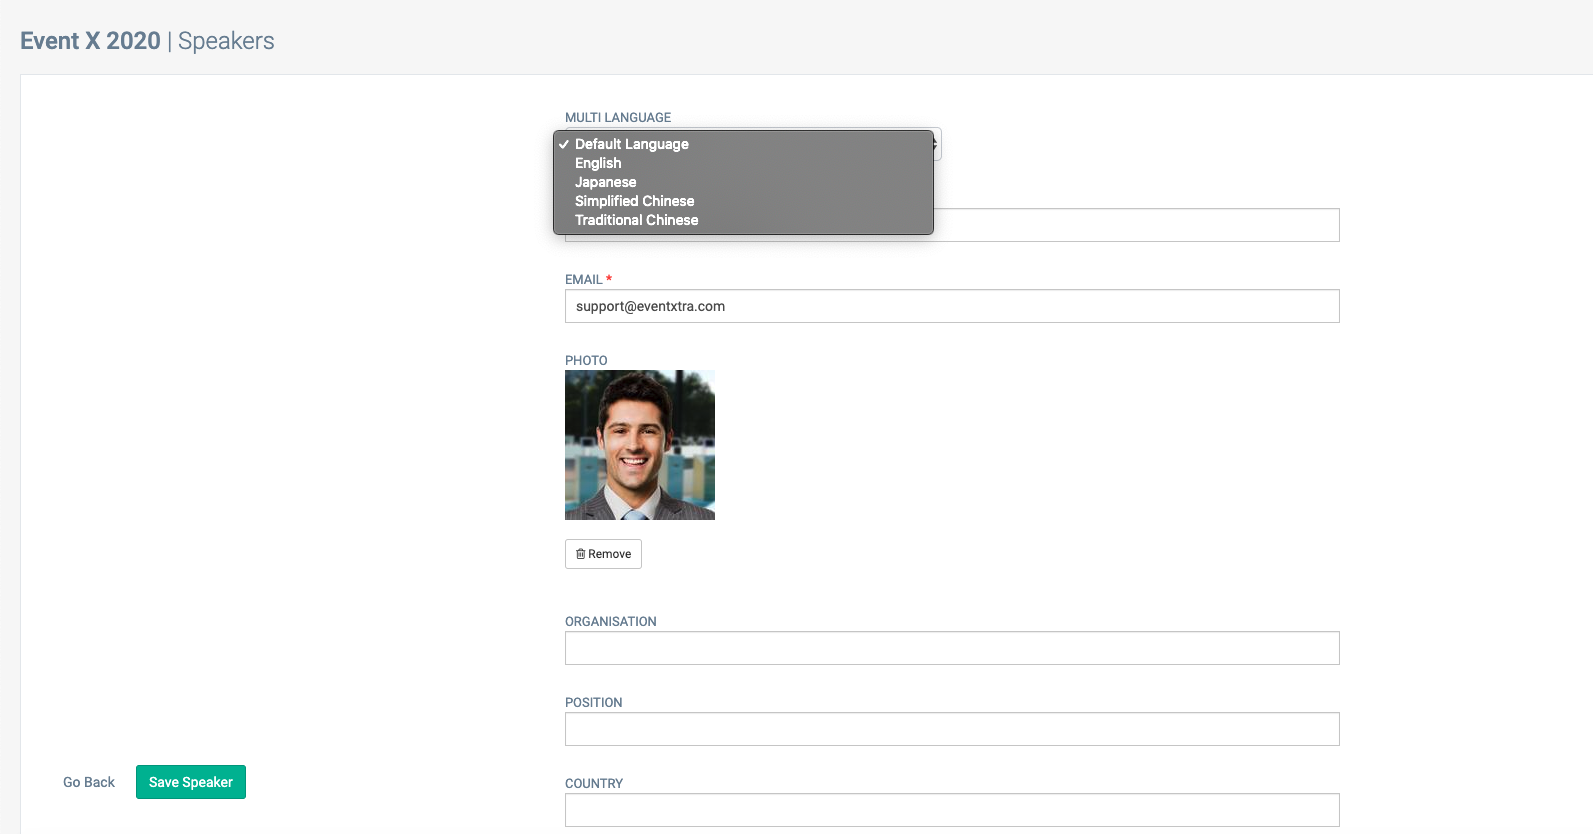 Event X 2020 | Speakers
MULTI LANGUAGE
✓ Default Language
English
Japanese
Simplified Chinese
Traditional Chinese
EMAIL *
support@eventxtra.com
PHOTO
Remove
ORGANISATION
POSITION
Go Back
Save Speaker
COUNTRY